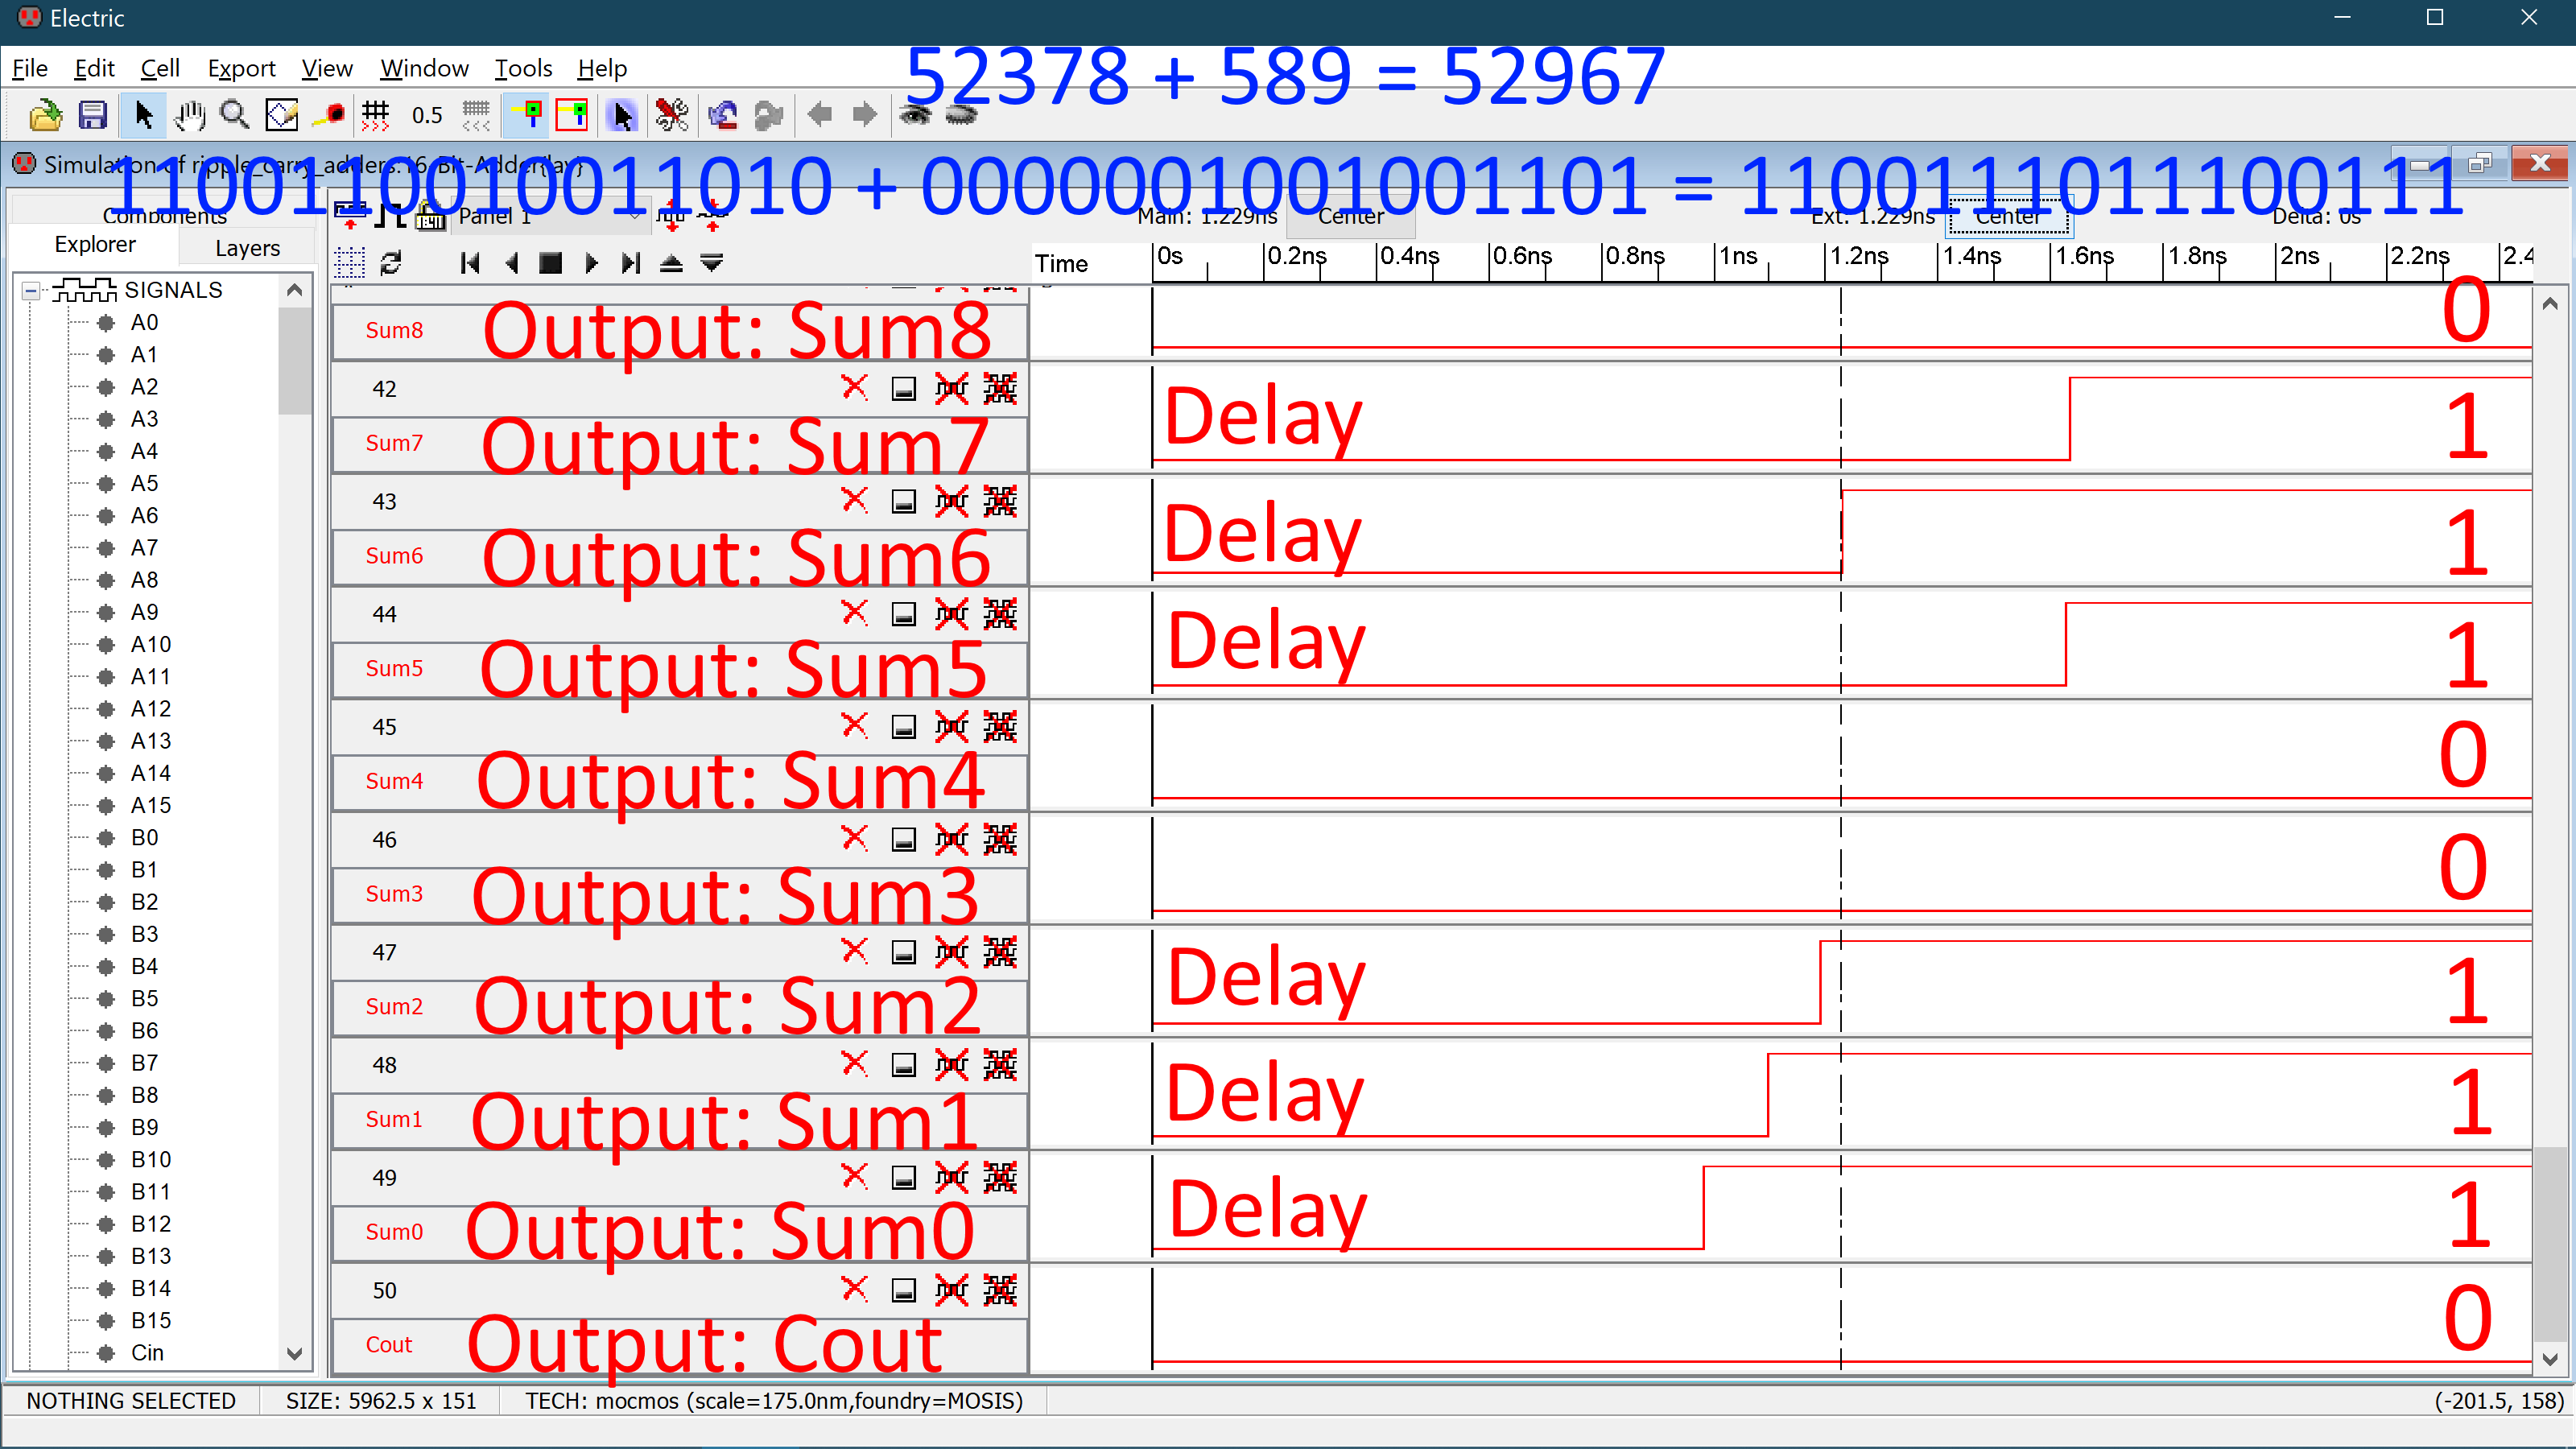 Electric
File Edit Cell Export View Window Tools Help
52378 + 589 = 52967
0.5
Simulation of ripple_carry_adders:16-Bit-Adder{lay}
1100110010011010 + 0000001001001101 = 1100111011100111
Components
Explorer
Layers
Panel 1
Main: 1.229ns
Center
Ext: 1.229ns
Center
Delta: 0s
Time
0s 0.2ns 0.4ns 0.6ns 0.8ns 1ns 1.2ns 1.4ns 1.6ns 1.8ns 2ns 2.2ns 2.4
SIGNALS
A0
A1
A2
A3
A4
A5
A6
A7
A8
A9
A10
A11
A12
A13
A14
A15
B0
B1
B2
B3
B4
B5
B6
B7
B8
B9
B10
B11
B12
B13
B14
B15
Cin
Sum8 Output: Sum8 0
42
Sum7 Output: Sum7 Delay 1
43
Sum6 Output: Sum6 Delay 1
44
Sum5 Output: Sum5 Delay 1
45
Sum4 Output: Sum4 0
46
Sum3 Output: Sum3 0
47
Sum2 Output: Sum2 Delay 1
48
Sum1 Output: Sum1 Delay 1
49
Sum0 Output: Sum0 Delay 1
50
Cout Output: Cout 0
NOTHING SELECTED
SIZE: 5962.5 x 151
TECH: mocmos (scale=175.0nm,foundry=MOSIS)
(-201.5, 158)